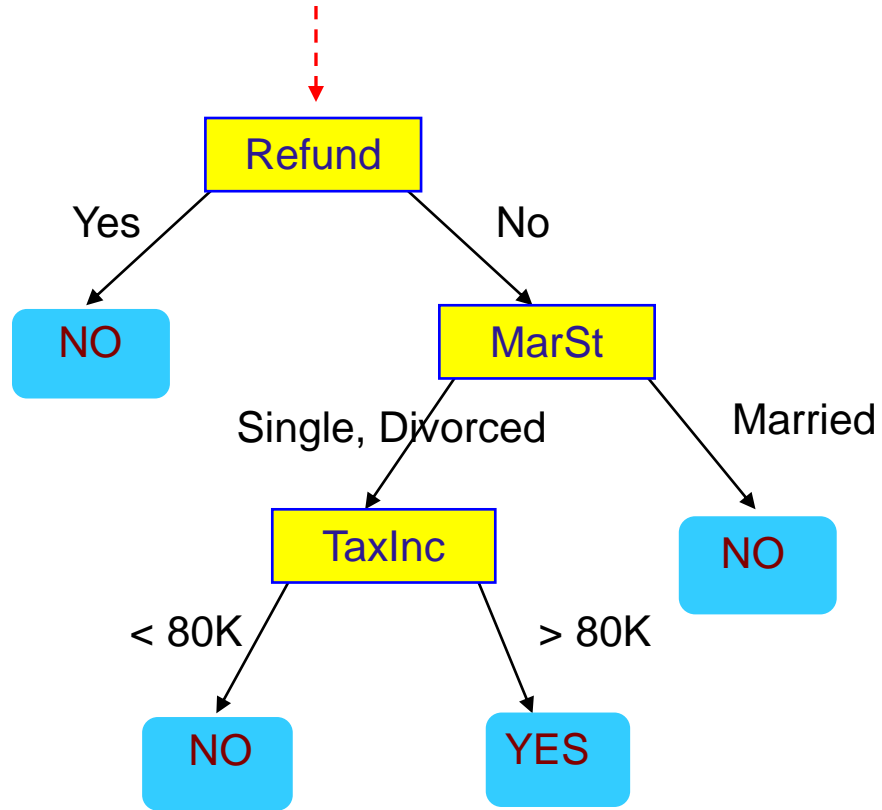 Refund
Yes
No
NO
MarSt
Single, Divorced
Married
TaxInc
NO
< 80K
> 80K
NO
YES